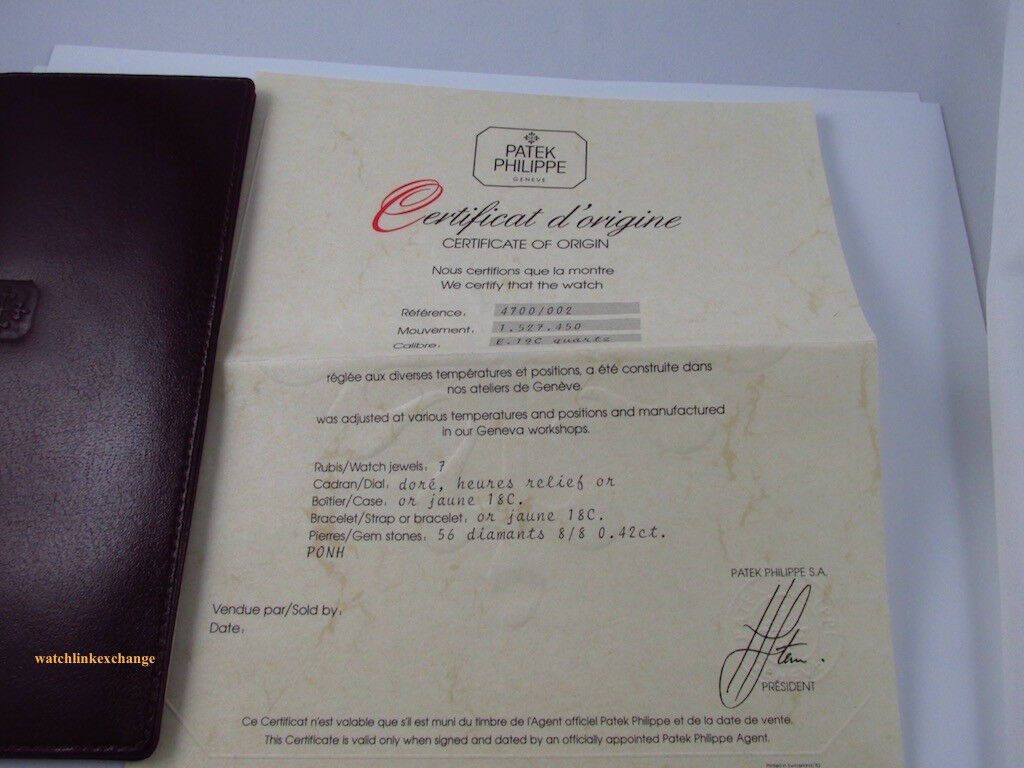 PATEK
PHILIPPE
GENEVE
Certificat d'origine
CERTIFICATE OF ORIGIN
Nous certifions que la montre
We certify that the watch
Référence: 4700/002
Mouvement: 1.527.450
Calibre: E.19C quartz
réglée aux diverses températures et positions, a été construite dans
nos ateliers de Genève.
was adjusted at various temperatures and positions and manufactured
in our Geneva workshops.
Rubis/Watch jewels: 7
Cadran/Dial: doré, heures relief or
Boîtier/Case: or jaune 18C.
Bracelet/Strap or bracelet: or jaune 18C.
Pierres/Gem stones: 56 diamants 8/8 0.42ct.
PONH
PATEK PHILIPPE S.A.
Vendue par/Sold by:
Date:
Stern.
PRÉSIDENT
watchlinkexchange
Ce Certificat n'est valable que s'il est muni du timbre de l'Agent officiel Patek Philippe et de la date de vente.
This Certificate is valid only when signed and dated by an officially appointed Patek Philippe Agent.
Printed in Switzerland